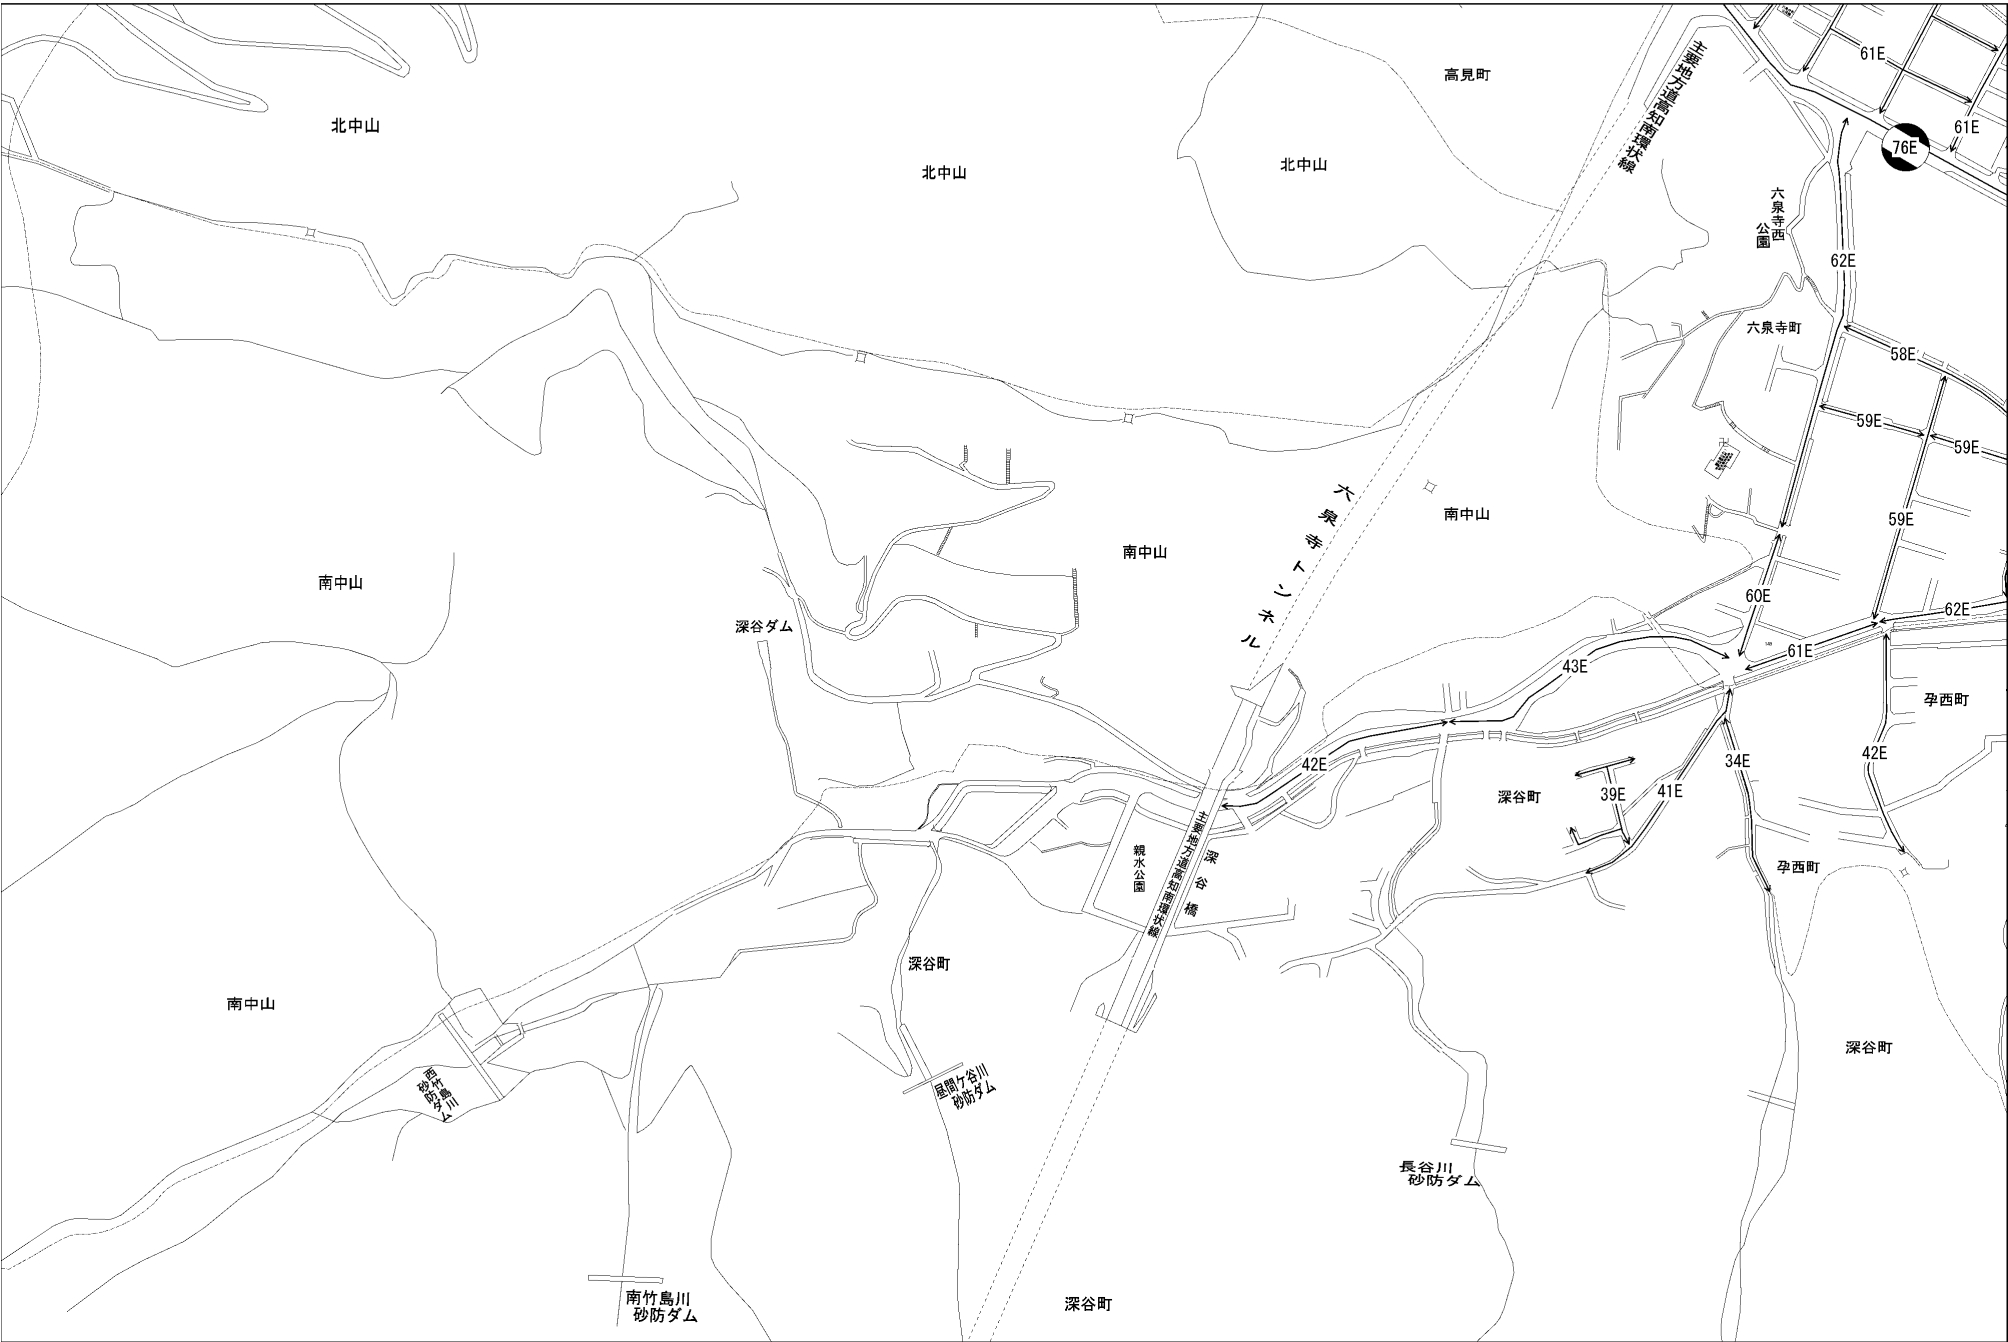 高見町
61E
主要地方道高知南環状線
北中山
61E
76E
北中山
北中山
六泉寺西
公園
62E
六泉寺町
58E
59E
59E
六泉寺トンネル
南中山
59E
南中山
南中山
60E
62E
深谷ダム
61E
43E
孕西町
42E
34E
42E
深谷町
39E
41E
主要地方道高知南環状線
深谷橋
親水公園
孕西町
深谷町
南中山
深谷町
西竹島川
砂防ダム
昼間ケ谷川
砂防ダム
長谷川
砂防ダム
南竹島川
砂防ダム
深谷町